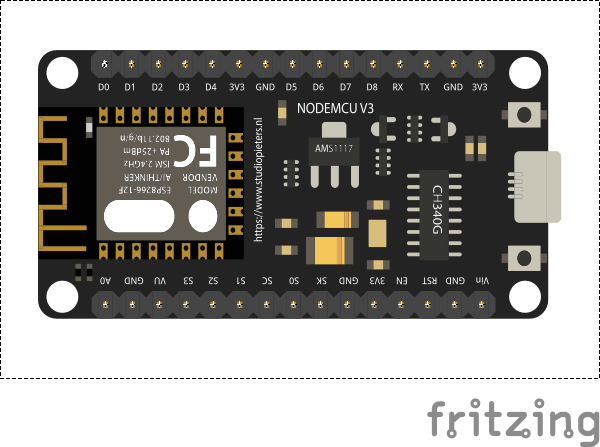 D0 D1 D2 D3 D4 3V3 GND D5 D6 D7 D8 RX TX GND 3V3
NODEMCU V3
https://www.studiopieters.nl
FC
802.11b/g/n
PA +25dBm
ISM 2.4GHz
AI/THINKER
ESP8266-12F
VENDOR
MODEL
AMS1117
CH340G
A0 GND VU S3 S2 S1 SC S0 SK GND 3V3 EN RST GND Vin
fritzing